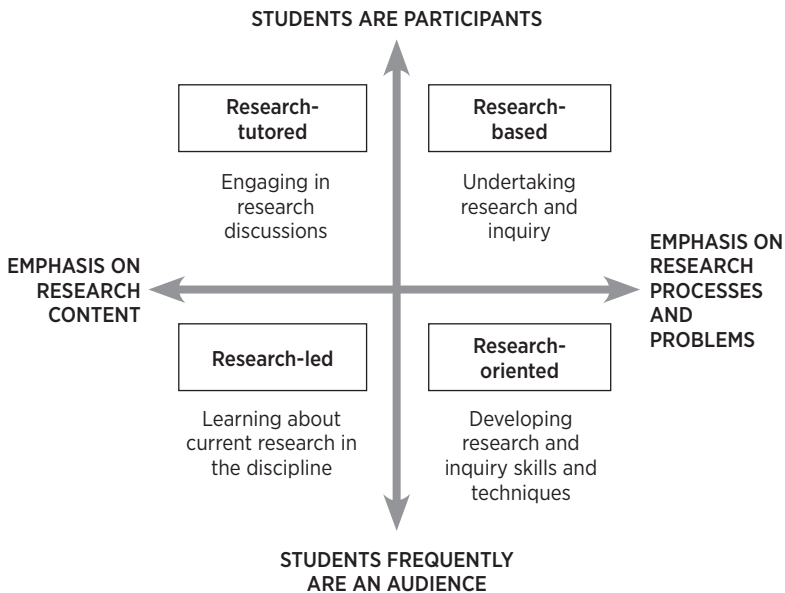 STUDENTS ARE PARTICIPANTS
Research-
tutored
Engaging in
research
discussions
Research-
based
Undertaking
research and
inquiry
EMPHASIS ON
RESEARCH
CONTENT
EMPHASIS ON
RESEARCH
PROCESSES
AND
PROBLEMS
Research-led
Learning about
current research in
the discipline
Research-
oriented
Developing
research and
inquiry skills and
techniques
STUDENTS FREQUENTLY
ARE AN AUDIENCE